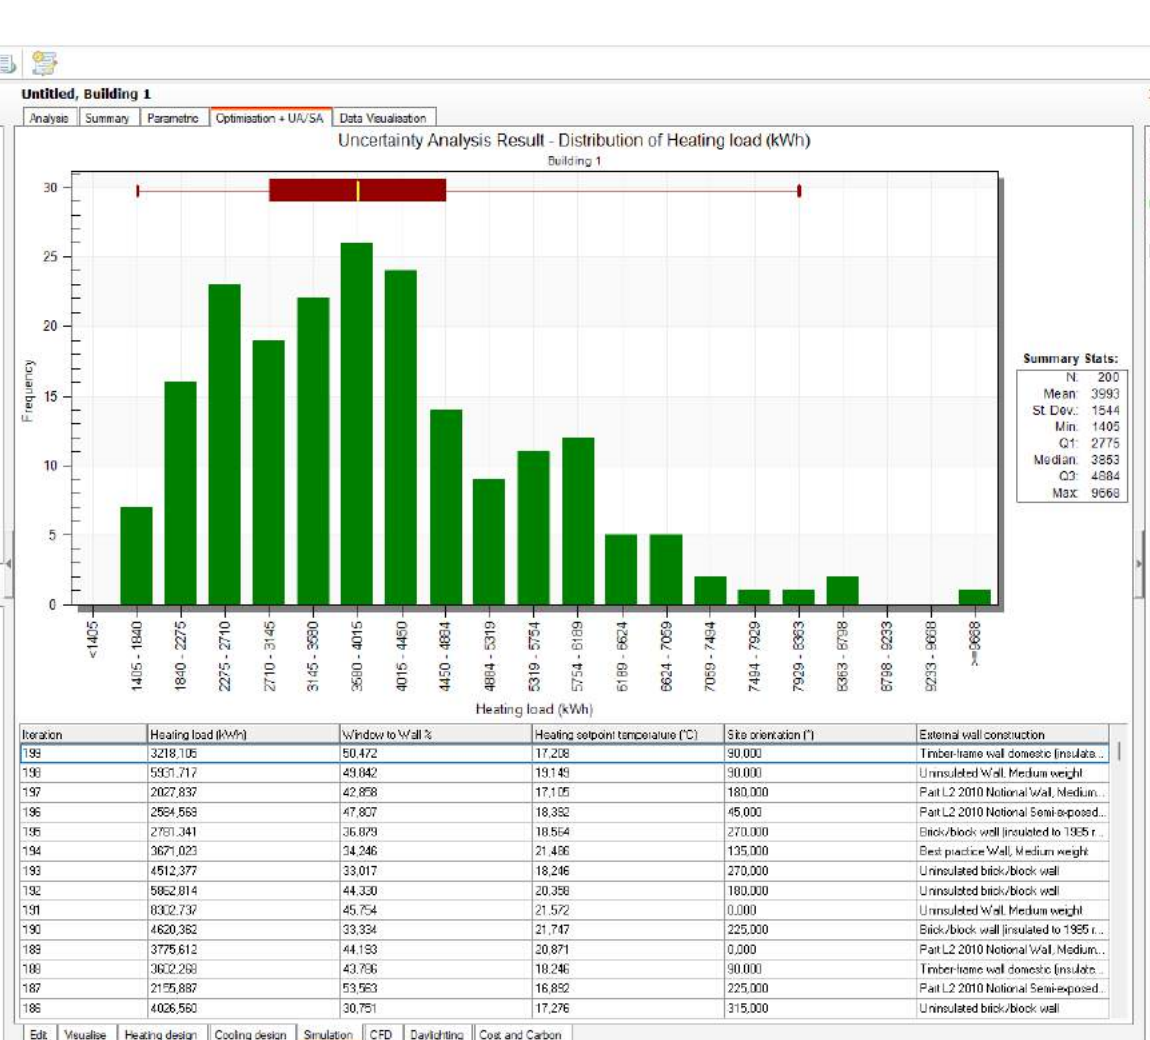 Untitled, Building 1
Analysis Summary Parametric Optimisation + UA/SA Data Visualisation
Uncertainty Analysis Result - Distribution of Heating load (kWh)
Building 1
30
25
20
15
10
5
0
Frequency
<1405
1405 - 1840
1840 - 2275
2275 - 2710
2710 - 3145
3145 - 3580
3580 - 4015
4015 - 4450
4450 - 4884
4884 - 5319
5319 - 5754
5754 - 6189
6189 - 6624
6624 - 7059
7059 - 7494
7494 - 7929
7929 - 8363
8363 - 8798
8798 - 9233
9233 - 9668
>=9668
Heating load (kWh)
Summary Stats:
N: 200
Mean: 3993
St. Dev.: 1544
Min: 1405
Q1: 2775
Median: 3853
Q3: 4884
Max: 9668
Iteration Heating load (kWh) Window to Wall % Heating setpoint temperature (°C) Site orientation (°) External wall construction
199 3218,105 50,472 17,208 90,000 Timber-frame wall domestic (insulate...
198 5931,717 49,842 19,149 90,000 Uninsulated Wall, Medium weight
197 2027,837 42,858 17,105 180,000 Part L2 2010 Notional Wall, Medium...
196 2584,569 47,807 18,392 45,000 Part L2 2010 Notional Semi-exposed...
195 2781,341 36,879 18,564 270,000 Brick/block wall (insulated to 1985 r...
194 3671,023 34,246 21,486 135,000 Best practice Wall, Medium weight
193 4512,377 33,017 18,246 270,000 Uninsulated brick/block wall
192 5862,814 44,330 20,358 180,000 Uninsulated brick/block wall
191 8302,737 45,754 21,572 0,000 Uninsulated Wall, Medium weight
190 4620,362 33,334 21,747 225,000 Brick/block wall (insulated to 1985 r...
189 3775,612 44,193 20,871 0,000 Part L2 2010 Notional Wall, Medium...
188 3602,268 43,796 18,246 90,000 Timber-frame wall domestic (insulate...
187 2155,887 53,563 16,892 225,000 Part L2 2010 Notional Semi-exposed...
186 4026,560 30,751 17,276 315,000 Uninsulated brick/block wall
Edit Visualise Heating design Cooling design Simulation CFD Daylighting Cost and Carbon